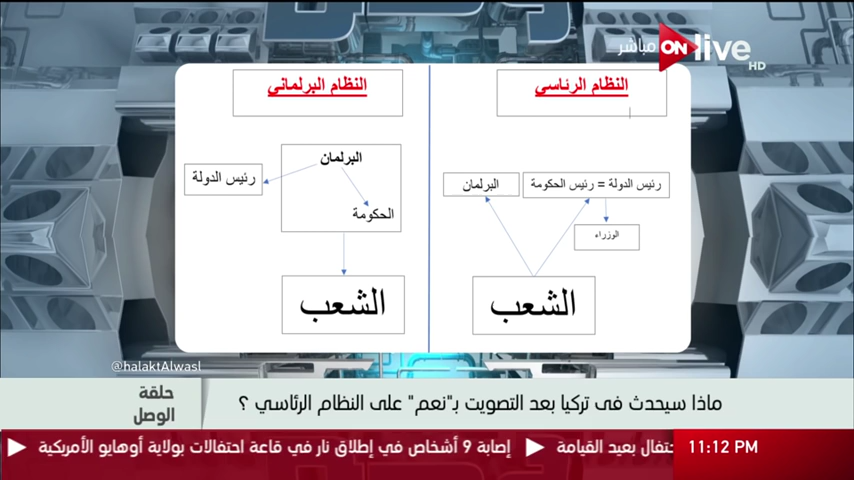 مباشر ON live
HD
النظام الرئاسي
النظام البرلماني
رئيس الدولة = رئيس الحكومة
البرلمان
الوزراء
الشعب
البرلمان
رئيس الدولة
الحكومة
الشعب
@halaktAlwasl
ماذا سيحدث فى تركيا بعد التصويت بـ"نعم" على النظام الرئاسي ؟
حلقة
الوصل
حتفال بعيد القيامة ◀ إصابة 9 أشخاص في إطلاق نار في قاعة احتفالات بولاية أوهايو الأمريكية ◀
11:12 PM